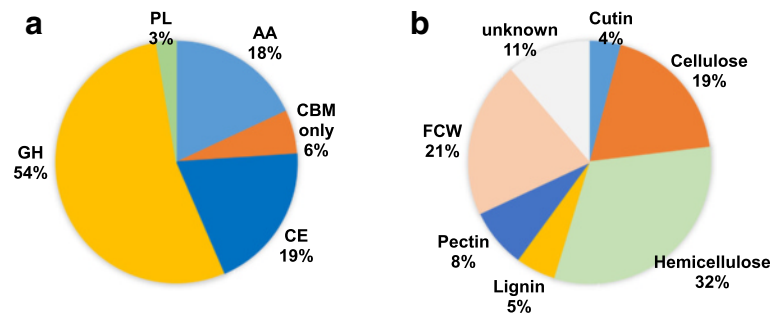 a
PL
3%
AA
18%
CBM
only
6%
CE
19%
GH
54%
b
Cutin
4%
Cellulose
19%
Hemicellulose
32%
Lignin
5%
Pectin
8%
FCW
21%
unknown
11%